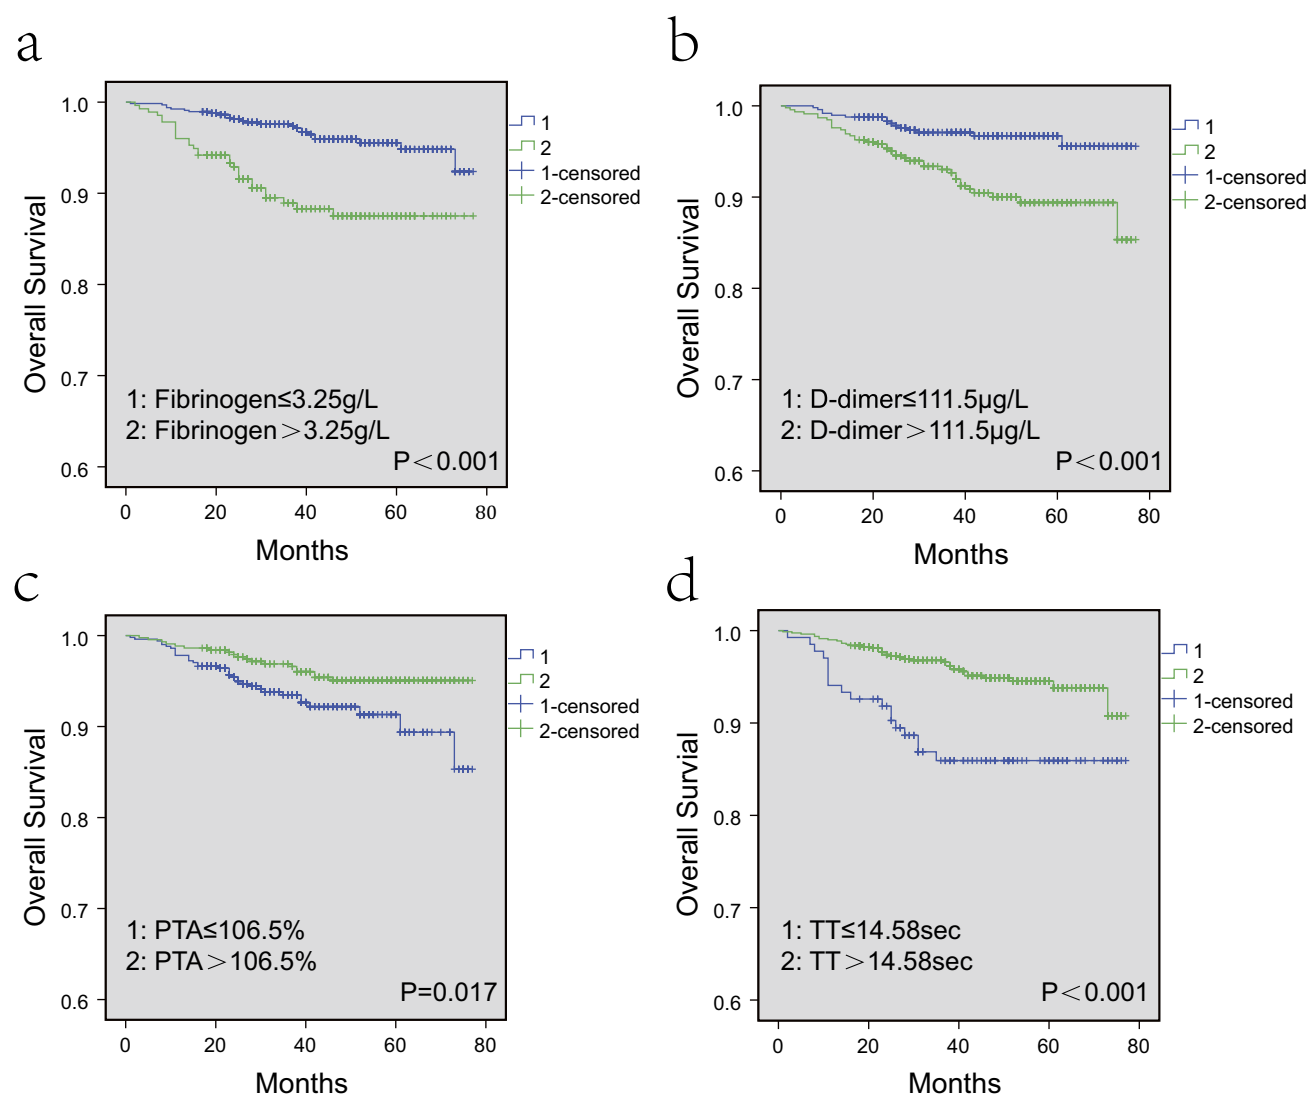 a
1.0
0.9
0.8
0.7
0.6
Overall Survival
1: Fibrinogen≤3.25g/L
2: Fibrinogen>3.25g/L
P<0.001
0 20 40 60 80
Months
1
2
1-censored
2-censored
b
1.0
0.9
0.8
0.7
0.6
Overall Survival
1: D-dimer≤111.5μg/L
2: D-dimer>111.5μg/L
P<0.001
0 20 40 60 80
Months
1
2
1-censored
2-censored
c
1.0
0.9
0.8
0.7
0.6
Overall Survival
1: PTA≤106.5%
2: PTA>106.5%
P=0.017
0 20 40 60 80
Months
1
2
1-censored
2-censored
d
1.0
0.9
0.8
0.7
0.6
Overall Survial
1: TT≤14.58sec
2: TT>14.58sec
P<0.001
0 20 40 60 80
Months
1
2
1-censored
2-censored